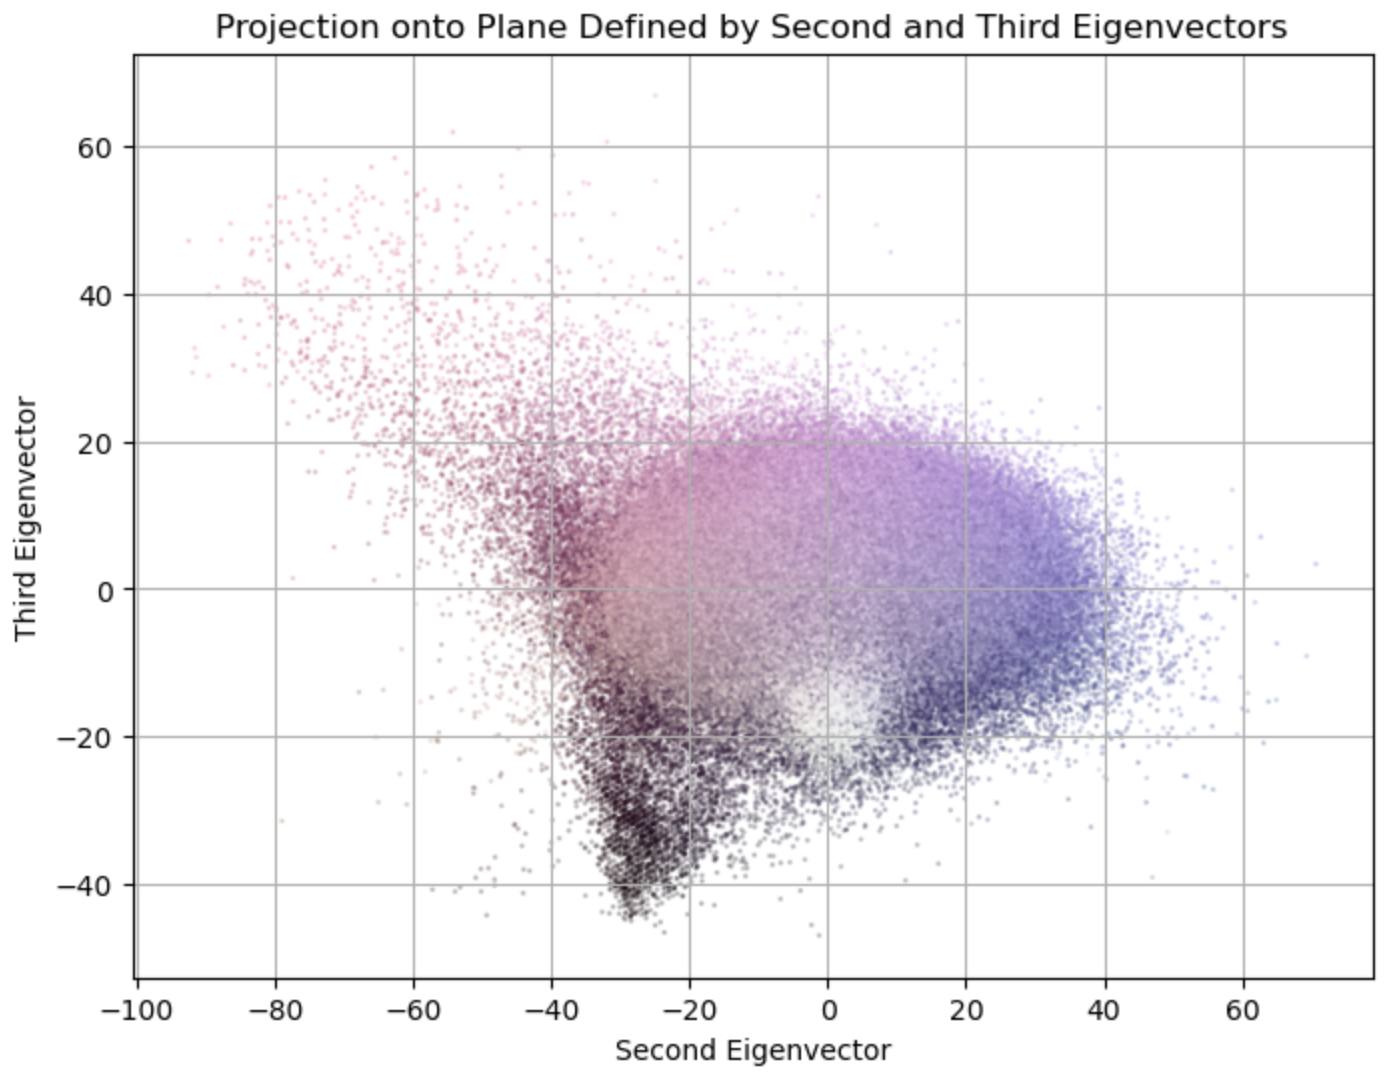 Projection onto Plane Defined by Second and Third Eigenvectors
60
40
20
0
−20
−40
Third Eigenvector
−100 −80 −60 −40 −20 0 20 40 60
Second Eigenvector